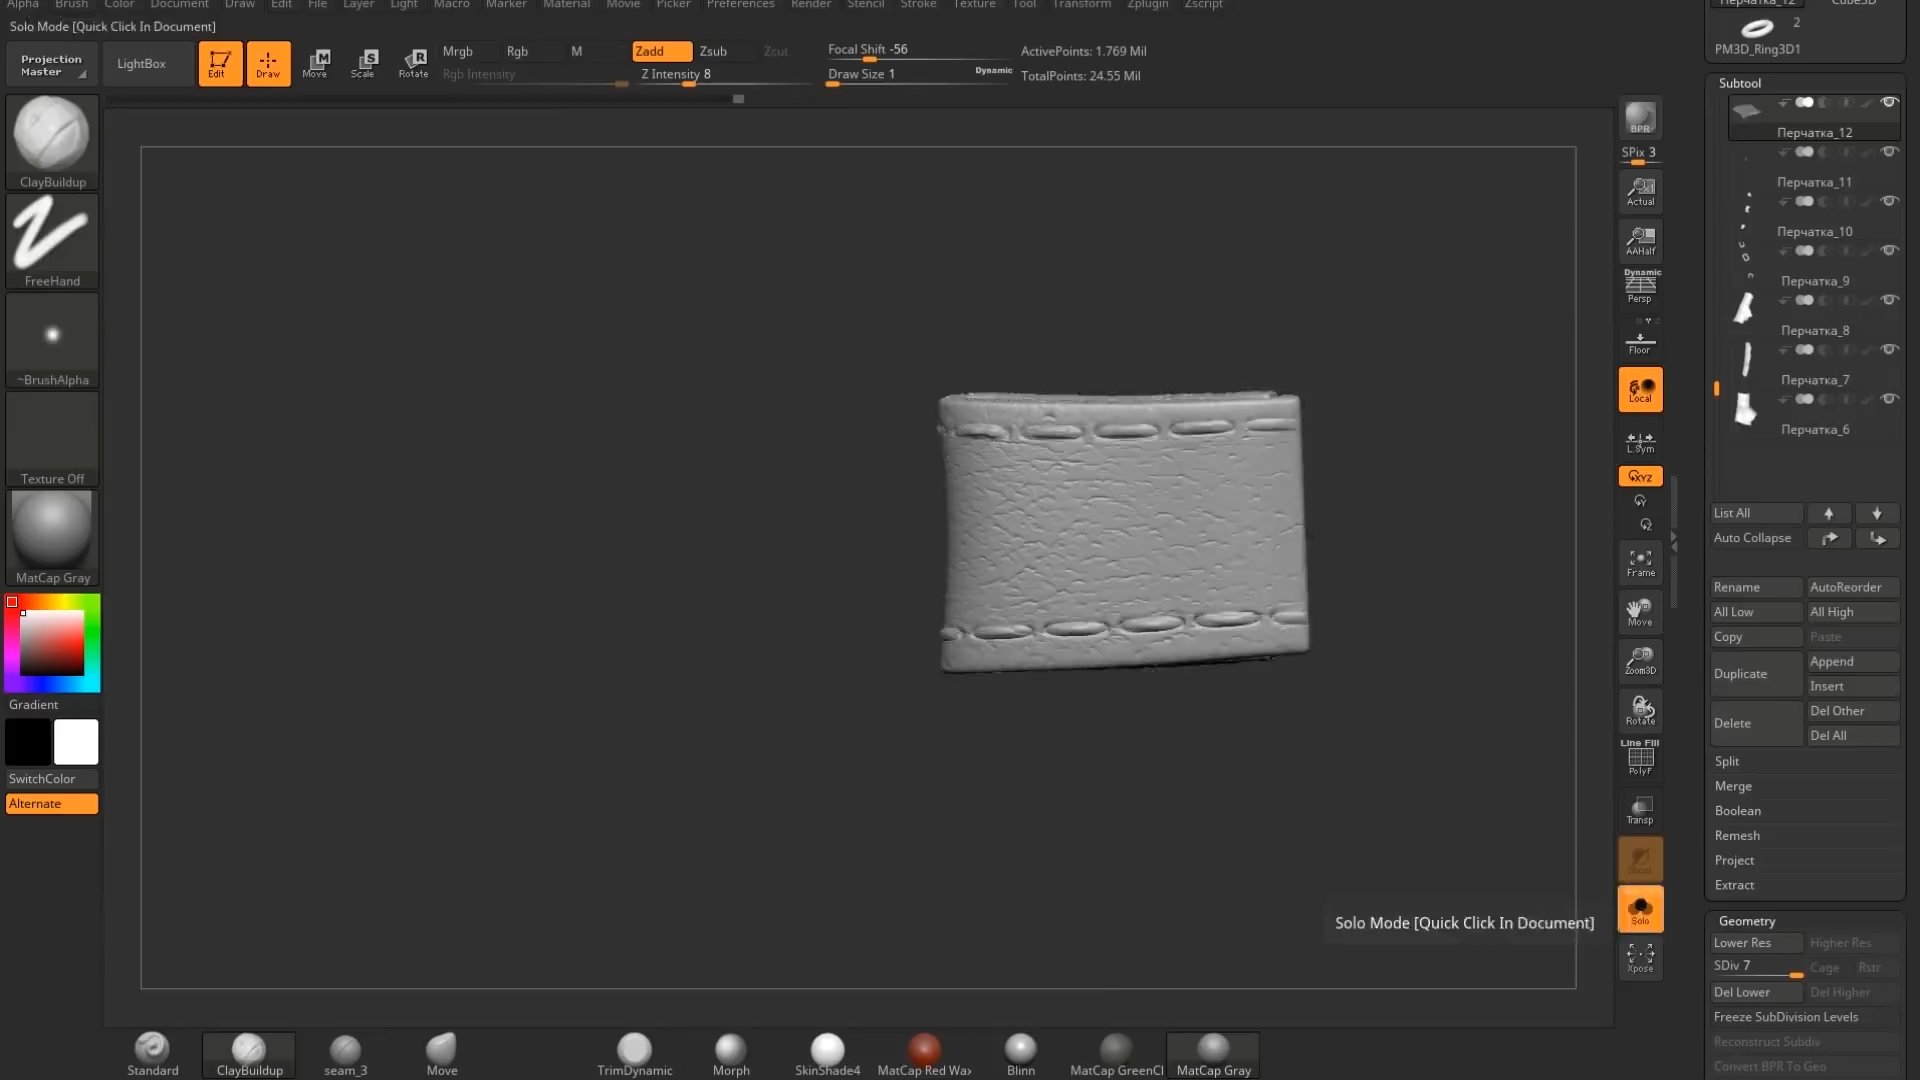 Alpha Brush Color Document Draw Edit File Layer Light Macro Marker Material Movie Picker Preferences Render Stencil Stroke Texture Tool Transform Zplugin Zscript
Перчатка_12 Cube3D
Solo Mode [Quick Click In Document]
2
PM3D_Ring3D1
Projection
Master
LightBox
Edit
Draw
Move
Scale
Rotate
Mrgb Rgb M Zadd Zsub Zcut
Rgb Intensity Z Intensity 8
Focal Shift -56
Draw Size 1
Dynamic
ActivePoints: 1.769 Mil
TotalPoints: 24.55 Mil
ClayBuildup
FreeHand
~BrushAlpha
Texture Off
MatCap Gray
Gradient
SwitchColor
Alternate
BPR
SPix 3
Actual
AAHalf
Dynamic
Persp
Floor
Local
L.Sym
XYZ
Frame
Move
Zoom3D
Rotate
Line Fill
PolyF
Transp
Ghost
Solo
Xpose
Solo Mode [Quick Click In Document]
Subtool
Перчатка_12
Перчатка_11
Перчатка_10
Перчатка_9
Перчатка_8
Перчатка_7
Перчатка_6
List All
Auto Collapse
Rename AutoReorder
All Low All High
Copy Paste
Duplicate Append
Insert
Delete Del Other
Del All
Split
Merge
Boolean
Remesh
Project
Extract
Geometry
Lower Res Higher Res
SDiv 7 Cage Rstr
Del Lower Del Higher
Freeze SubDivision Levels
Reconstruct Subdiv
Convert BPR To Geo
Standard ClayBuildup seam_3 Move TrimDynamic Morph SkinShade4 MatCap Red Wax Blinn MatCap GreenCl MatCap Gray